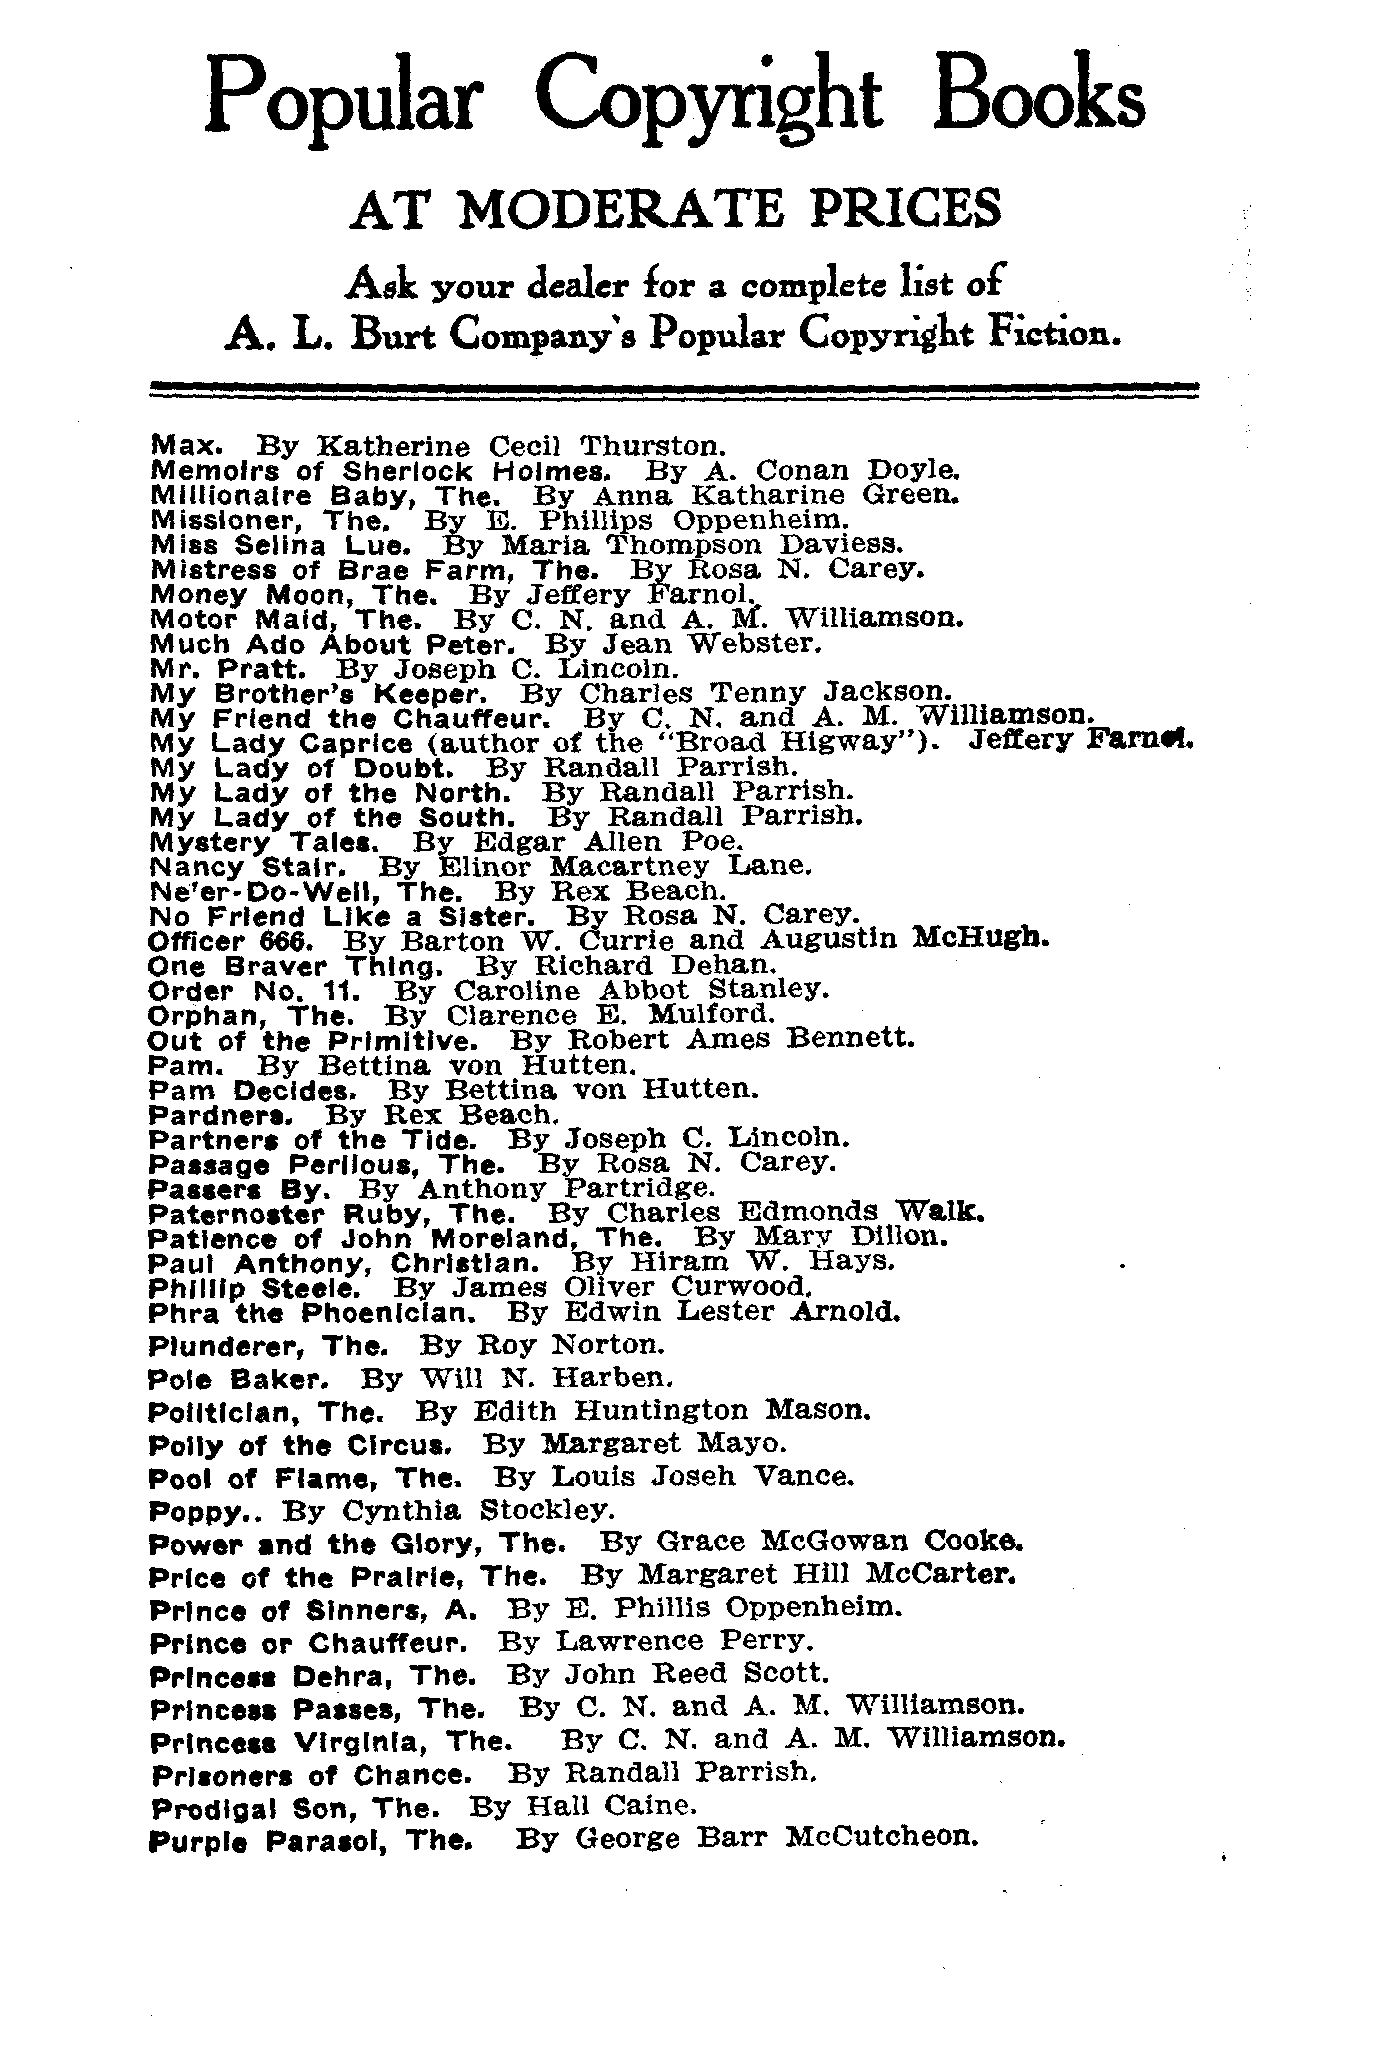 Popular Copyright Books
AT MODERATE PRICES
Ask your dealer for a complete list of
A. L. Burt Company's Popular Copyright Fiction.
Max. By Katherine Cecil Thurston.
Memoirs of Sherlock Holmes. By A. Conan Doyle.
Millionaire Baby, The. By Anna Katharine Green.
Missioner, The. By E. Phillips Oppenheim.
Miss Selina Lue. By Maria Thompson Daviess.
Mistress of Brae Farm, The. By Rosa N. Carey.
Money Moon, The. By Jeffery Farnol.
Motor Maid, The. By C. N. and A. M. Williamson.
Much Ado About Peter. By Jean Webster.
Mr. Pratt. By Joseph C. Lincoln.
My Brother's Keeper. By Charles Tenny Jackson.
My Friend the Chauffeur. By C. N. and A. M. Williamson.
My Lady Caprice (author of the "Broad Higway"). Jeffery Farnol.
My Lady of Doubt. By Randall Parrish.
My Lady of the North. By Randall Parrish.
My Lady of the South. By Randall Parrish.
Mystery Tales. By Edgar Allen Poe.
Nancy Stair. By Elinor Macartney Lane.
Ne'er-Do-Well, The. By Rex Beach.
No Friend Like a Sister. By Rosa N. Carey.
Officer 666. By Barton W. Currie and Augustin McHugh.
One Braver Thing. By Richard Dehan.
Order No. 11. By Caroline Abbot Stanley.
Orphan, The. By Clarence E. Mulford.
Out of the Primitive. By Robert Ames Bennett.
Pam. By Bettina von Hutten.
Pam Decides. By Bettina von Hutten.
Pardners. By Rex Beach.
Partners of the Tide. By Joseph C. Lincoln.
Passage Perilous, The. By Rosa N. Carey.
Passers By. By Anthony Partridge.
Paternoster Ruby, The. By Charles Edmonds Walk.
Patience of John Moreland, The. By Mary Dillon.
Paul Anthony, Christian. By Hiram W. Hays.
Phillip Steele. By James Oliver Curwood.
Phra the Phoenician. By Edwin Lester Arnold.
Plunderer, The. By Roy Norton.
Pole Baker. By Will N. Harben.
Politician, The. By Edith Huntington Mason.
Polly of the Circus. By Margaret Mayo.
Pool of Flame, The. By Louis Joseh Vance.
Poppy.. By Cynthia Stockley.
Power and the Glory, The. By Grace McGowan Cooke.
Price of the Prairie, The. By Margaret Hill McCarter.
Prince of Sinners, A. By E. Phillis Oppenheim.
Prince or Chauffeur. By Lawrence Perry.
Princess Dehra, The. By John Reed Scott.
Princess Passes, The. By C. N. and A. M. Williamson.
Princess Virginia, The. By C. N. and A. M. Williamson.
Prisoners of Chance. By Randall Parrish.
Prodigal Son, The. By Hall Caine.
Purple Parasol, The. By George Barr McCutcheon.